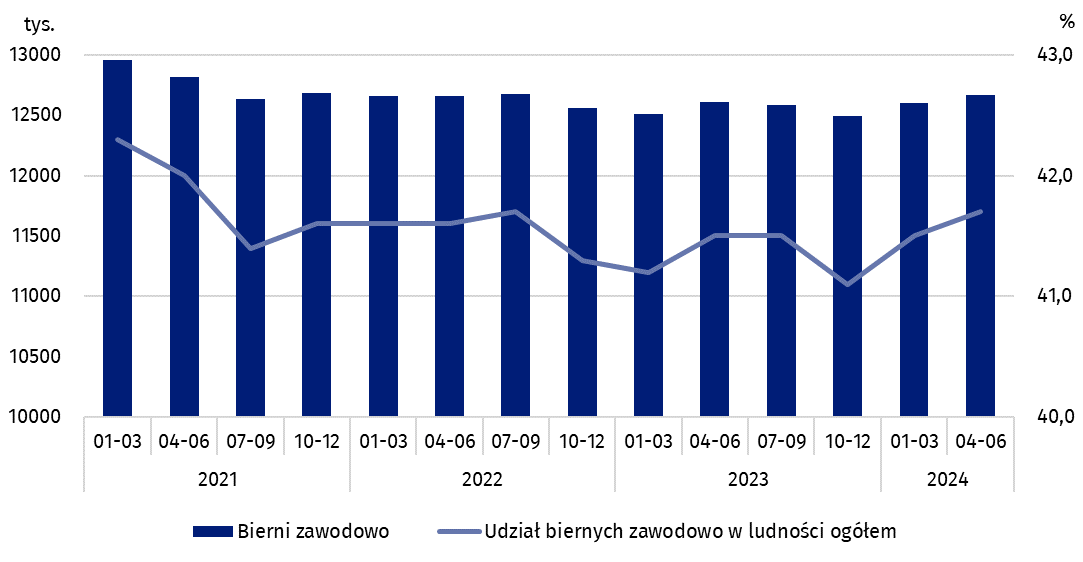 tys. %
13000 43,0
12500
12000 42,0
11500
11000 41,0
10500
10000 40,0
01-03 04-06 07-09 10-12 01-03 04-06 07-09 10-12 01-03 04-06 07-09 10-12 01-03 04-06
2021 2022 2023 2024
Bierni zawodowo Udział biernych zawodowo w ludności ogółem